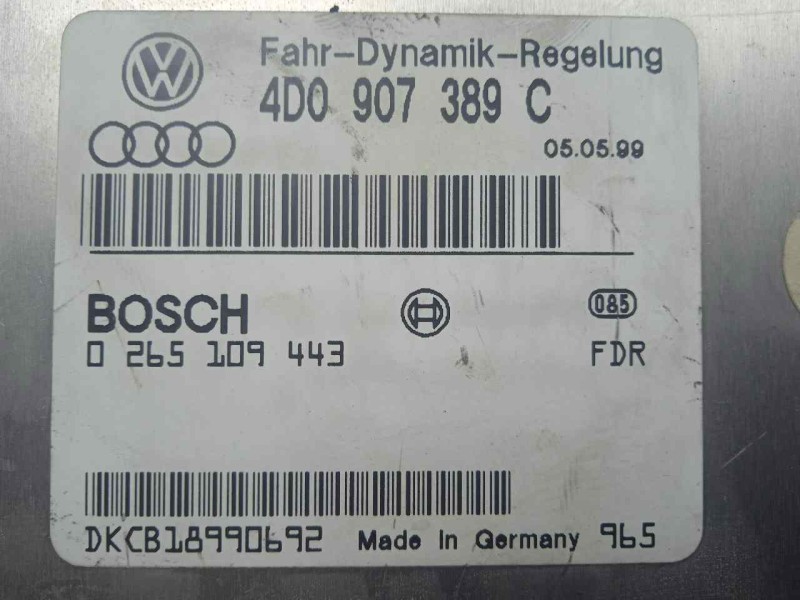 VW
Fahr-Dynamik-Regelung
4D0 907 389 C
05.05.99
BOSCH
085
0 265 109 443
FDR
DKCB18990692 Made In Germany 965